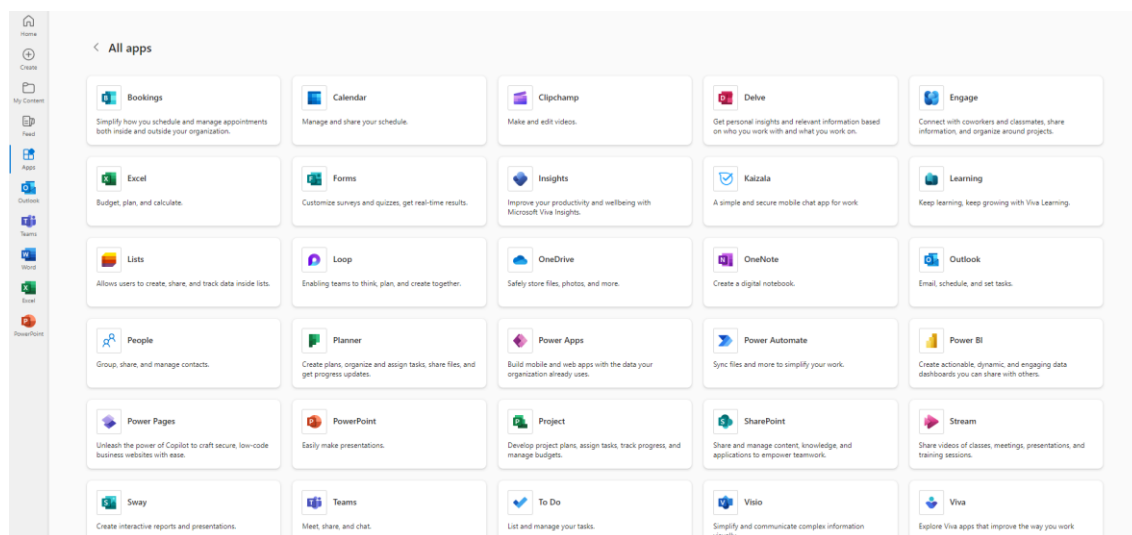 Home
Create
My Content
Feed
Apps
Outlook
Teams
Word
Excel
PowerPoint
All apps
Bookings
Simplify how you schedule and manage appointments
both inside and outside your organization.
Calendar
Manage and share your schedule.
Clipchamp
Make and edit videos.
Delve
Get personal insights and relevant information based
on who you work with and what you work on.
Engage
Connect with coworkers and classmates, share
information, and organize around projects.
Excel
Budget, plan, and calculate.
Forms
Customize surveys and quizzes, get real-time results.
Insights
Improve your productivity and wellbeing with
Microsoft Viva Insights.
Kaizala
A simple and secure mobile chat app for work
Learning
Keep learning, keep growing with Viva Learning.
Lists
Allows users to create, share, and track data inside lists.
Loop
Enabling teams to think, plan, and create together.
OneDrive
Safely store files, photos, and more.
OneNote
Create a digital notebook.
Outlook
Email, schedule, and set tasks.
People
Group, share, and manage contacts.
Planner
Create plans, organize and assign tasks, share files, and
get progress updates.
Power Apps
Build mobile and web apps with the data your
organization already uses.
Power Automate
Sync files and more to simplify your work.
Power BI
Create actionable, dynamic, and engaging data
dashboards you can share with others.
Power Pages
Unleash the power of Copilot to craft secure, low-code
business websites with ease.
PowerPoint
Easily make presentations.
Project
Develop project plans, assign tasks, track progress, and
manage budgets.
SharePoint
Share and manage content, knowledge, and
applications to empower teamwork.
Stream
Share videos of classes, meetings, presentations, and
training sessions.
Sway
Create interactive reports and presentations.
Teams
Meet, share, and chat.
To Do
List and manage your tasks.
Visio
Simplify and communicate complex information
Viva
Explore Viva apps that improve the way you work